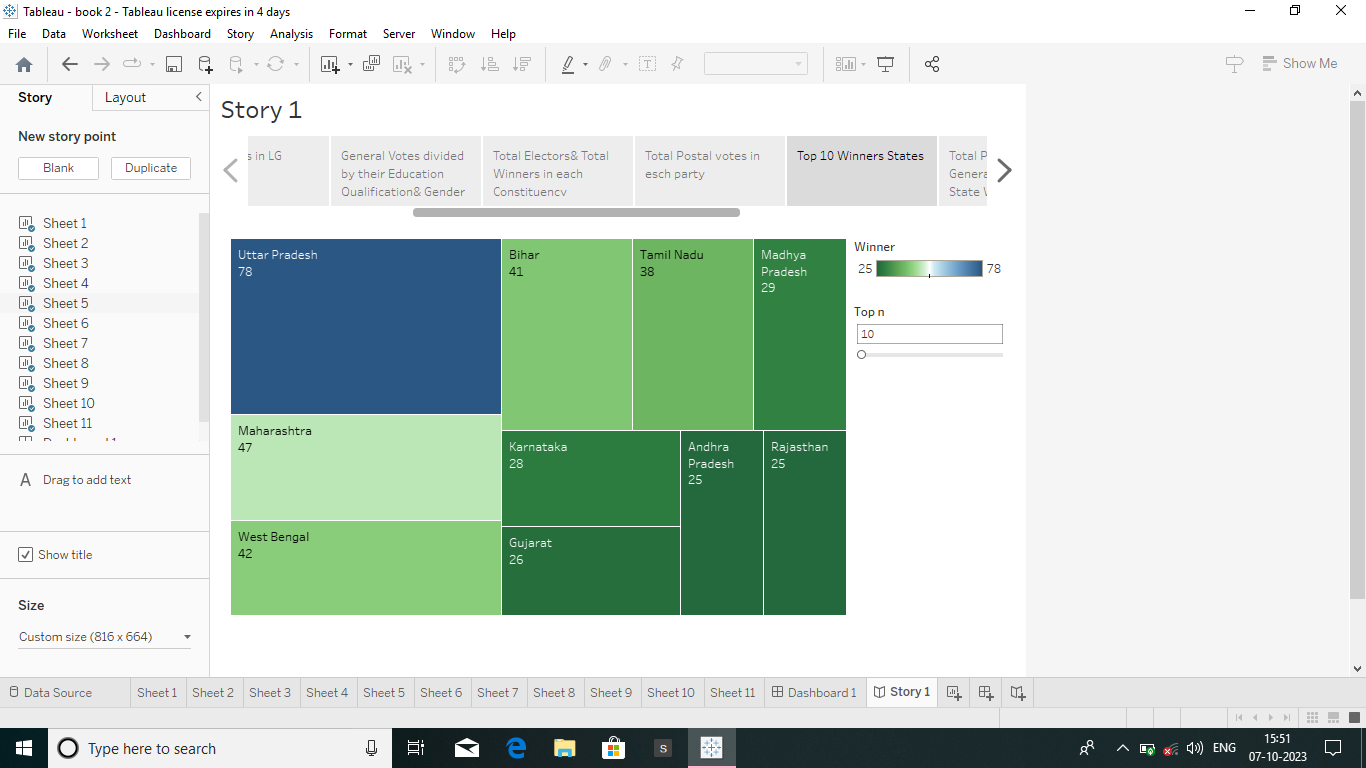 Tableau - book 2 - Tableau license expires in 4 days
File Data Worksheet Dashboard Story Analysis Format Server Window Help
Show Me
Story Layout
New story point
Blank Duplicate
Sheet 1
Sheet 2
Sheet 3
Sheet 4
Sheet 5
Sheet 6
Sheet 7
Sheet 8
Sheet 9
Sheet 10
Sheet 11
A Drag to add text
Show title
Size
Custom size (816 x 664)
Story 1
s in LG
General Votes divided
by their Education
Qualification& Gender
Total Electors& Total
Winners in each
Constituency
Total Postal votes in
esch party
Top 10 Winners States
Total P
Genera
State W
Uttar Pradesh
78
Maharashtra
47
West Bengal
42
Bihar
41
Tamil Nadu
38
Madhya
Pradesh
29
Karnataka
28
Gujarat
26
Andhra
Pradesh
25
Rajasthan
25
Winner
25 78
Top n
10
Data Source Sheet 1 Sheet 2 Sheet 3 Sheet 4 Sheet 5 Sheet 6 Sheet 7 Sheet 8 Sheet 9 Sheet 10 Sheet 11 Dashboard 1 Story 1
Type here to search
S
ENG
15:51
07-10-2023